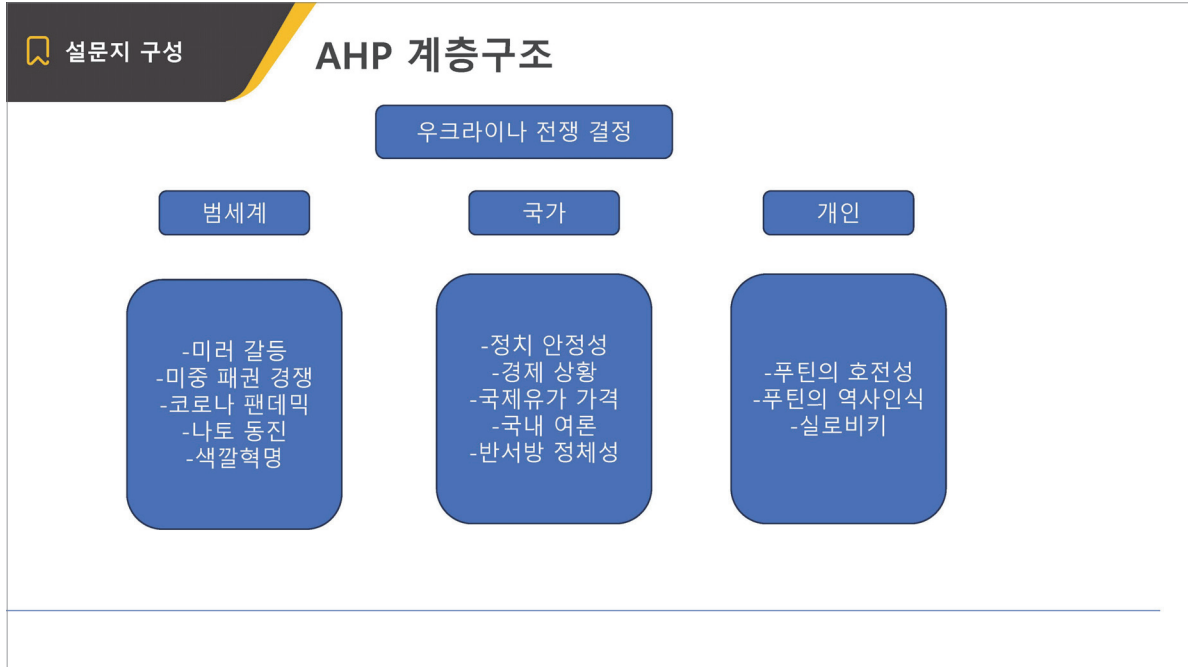 설문지 구성
AHP 계층구조
우크라이나 전쟁 결정
범세계
국가
개인
-미러 갈등
-미중 패권 경쟁
-코로나 팬데믹
-나토 동진
-색깔혁명
-정치 안정성
-경제 상황
-국제유가 가격
-국내 여론
-반서방 정체성
-푸틴의 호전성
-푸틴의 역사인식
-실로비키